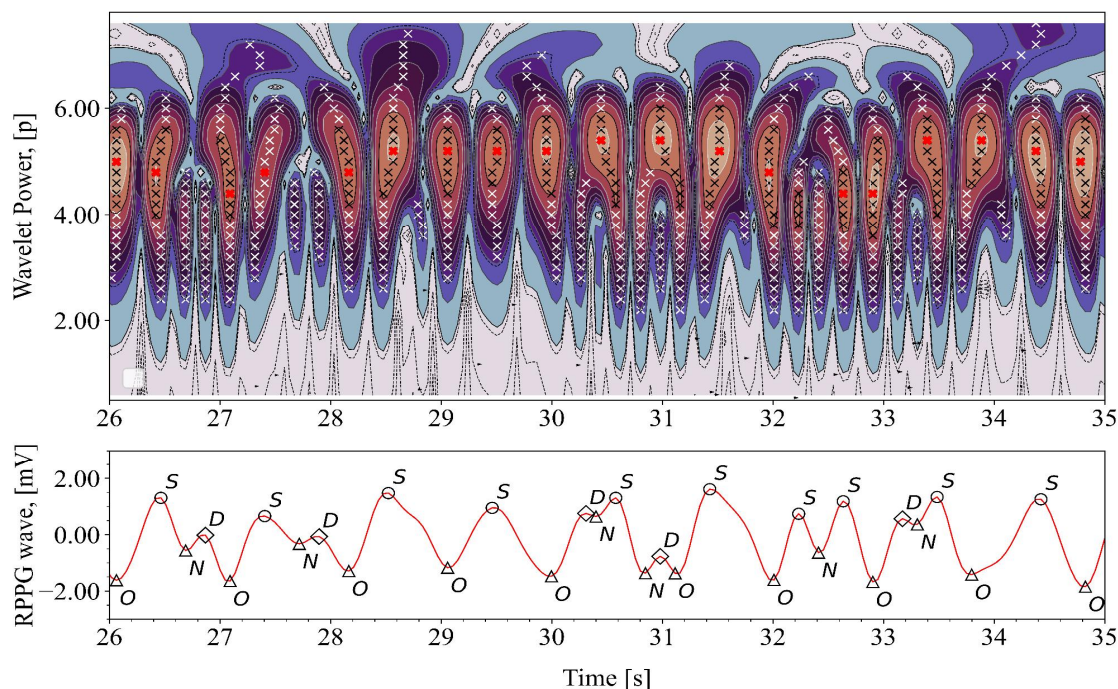 Wavelet Power, [p]
6.00
4.00
2.00
26 27 28 29 30 31 32 33 34 35
RPPG wave, [mV]
2.00
0.00
−2.00
S S S S S S S S S S
D D D D D
N N N N N N
O O O O O O O O O O
26 27 28 29 30 31 32 33 34 35
Time [s]